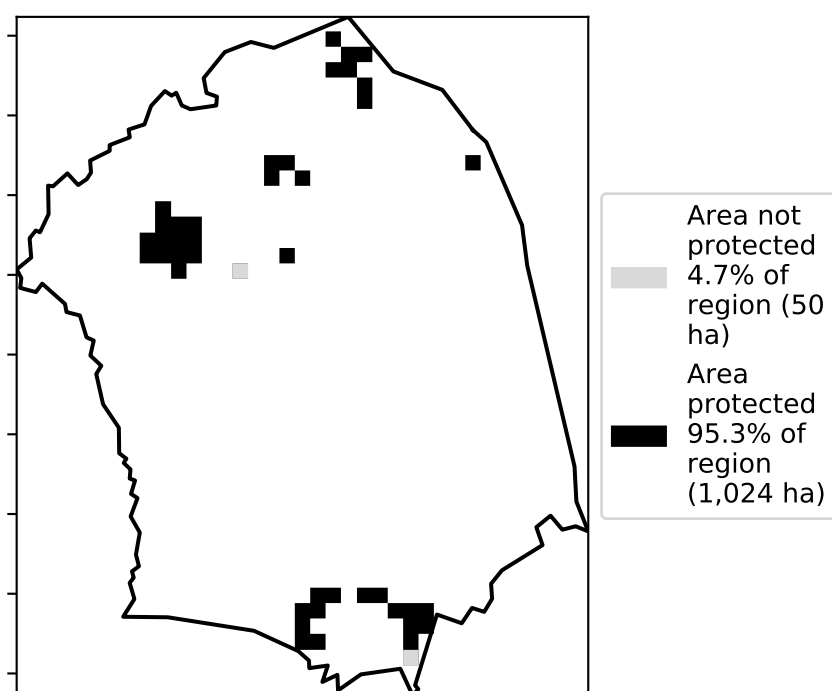 Area not
protected
4.7% of
region (50
ha)
Area
protected
95.3% of
region
(1,024 ha)